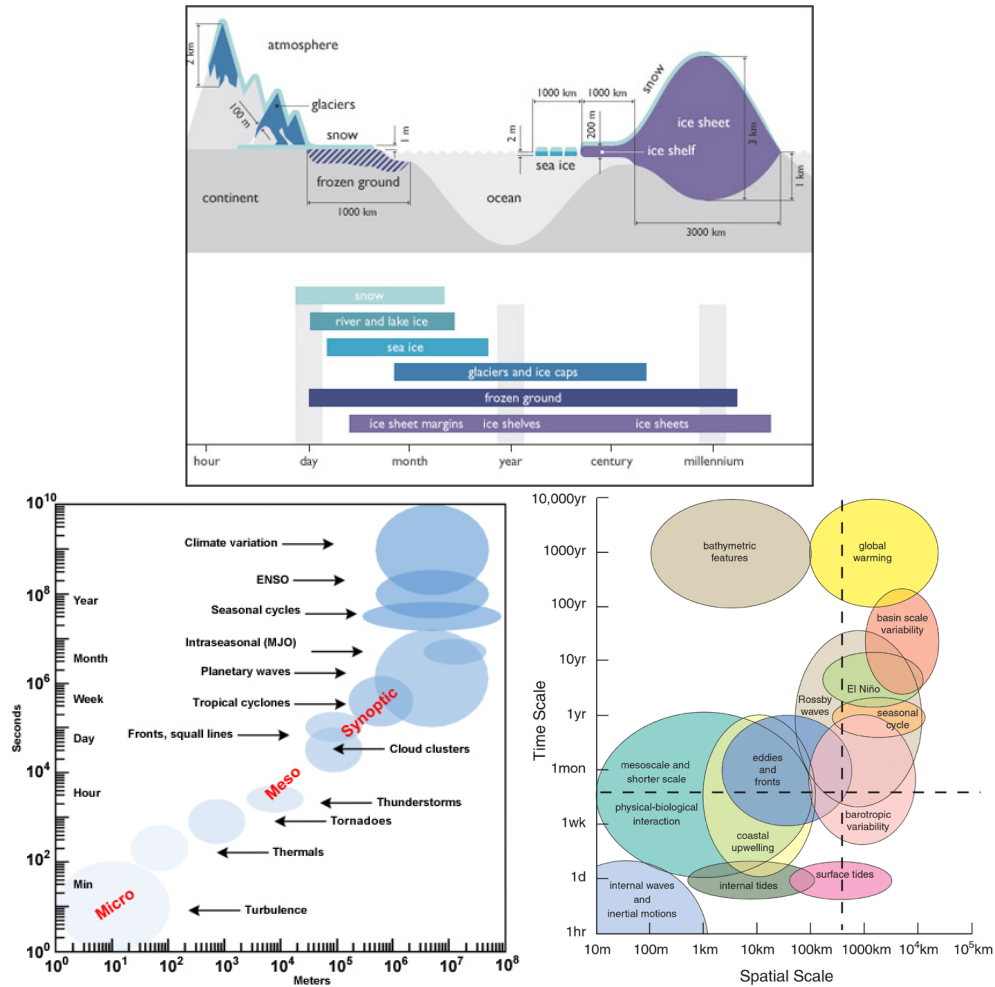 atmosphere
2 km
glaciers
100 m
snow
1 m
frozen ground
continent
1000 km
ocean
2 m
1000 km
1000 km
200 m
sea ice
snow
ice sheet
ice shelf
3 km
1 km
3000 km
snow
river and lake ice
sea ice
glaciers and ice caps
frozen ground
ice sheet margins ice shelves ice sheets
hour day month year century millennium
10^10
10^8
10^6
10^4
10^2
10^0
Seconds
Year
Month
Week
Day
Hour
Min
Climate variation
ENSO
Seasonal cycles
Intraseasonal (MJO)
Planetary waves
Tropical cyclones
Fronts, squall lines
Synoptic
Cloud clusters
Meso
Thunderstorms
Tornadoes
Thermals
Micro
Turbulence
10^0 10^1 10^2 10^3 10^4 10^5 10^6 10^7 10^8
Meters
10,000yr
1000yr
100yr
10yr
1yr
1mon
1wk
1d
1hr
Time Scale
bathymetric
features
global
warming
basin scale
variability
El Niño
Rossby
waves
seasonal
cycle
mesoscale and
shorter scale
physical-biological
interaction
eddies
and
fronts
coastal
upwelling
barotropic
variability
internal waves
and
inertial motions
internal tides
surface tides
10m 100m 1km 10km 100km 1000km 10^4km 10^5km
Spatial Scale